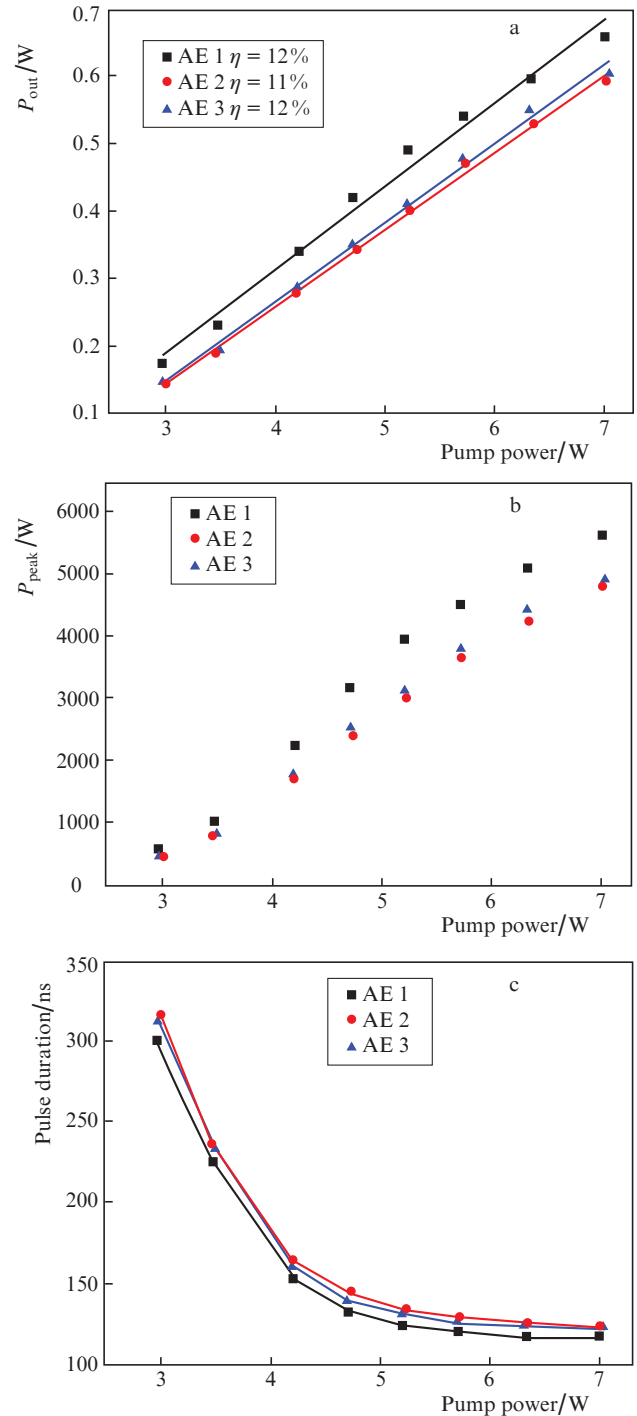 a
P_out/W
0.7
0.6
0.5
0.4
0.3
0.2
0.1
AE 1 η = 12%
AE 2 η = 11%
AE 3 η = 12%
3 4 5 6 7
Pump power/W
b
P_peak/W
6000
5000
4000
3000
2000
1000
0
AE 1
AE 2
AE 3
3 4 5 6 7
Pump power/W
c
Pulse duration/ns
350
300
250
200
150
100
AE 1
AE 2
AE 3
3 4 5 6 7
Pump power/W